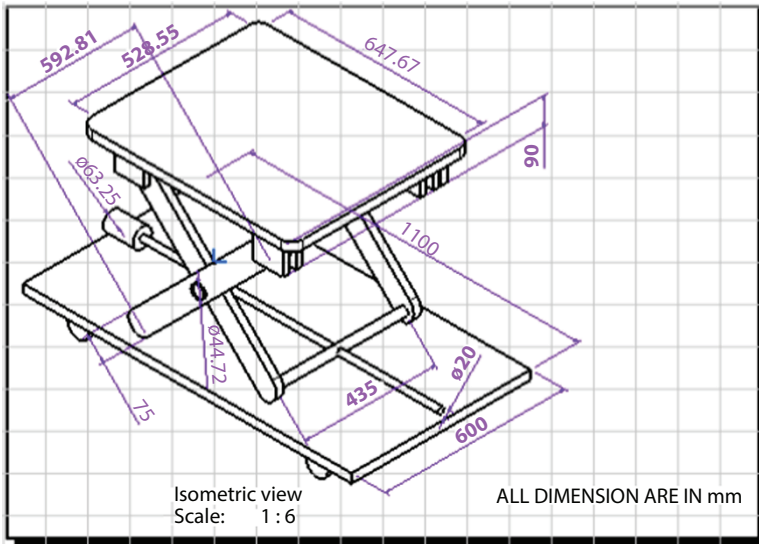 592.81
528.55
647.67
90
ø63.25
1100
ø44.72
ø20
435
75
600
Isometric view
Scale: 1 : 6
ALL DIMENSION ARE IN mm